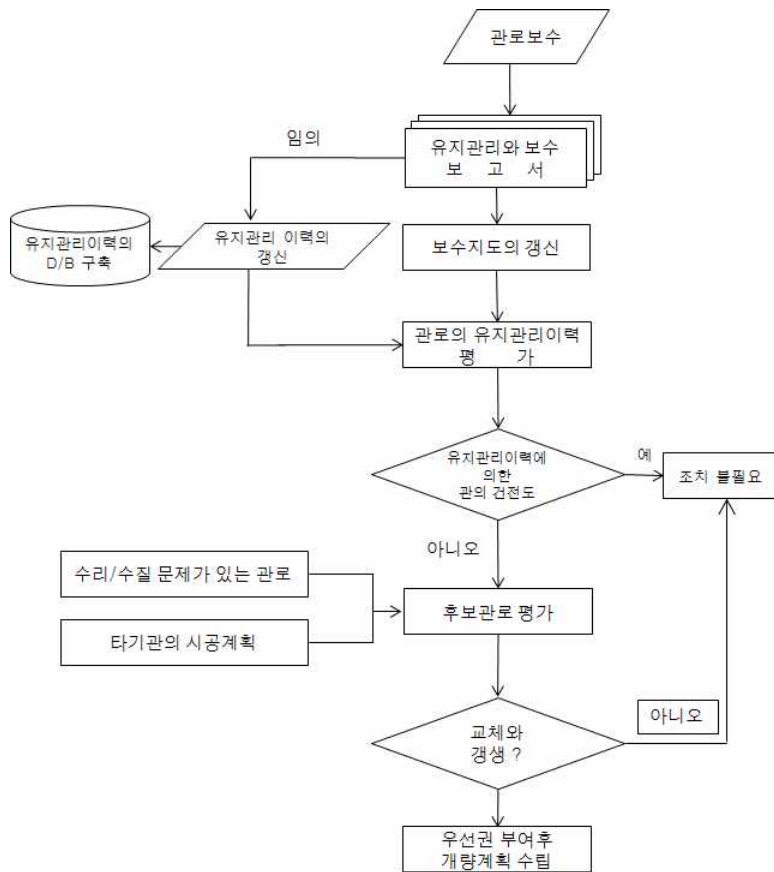 관로보수
임의
유지관리와 보수
보 고 서
유지관리이력의
D/B 구축
유지관리 이력의
갱신
보수지도의 갱신
관로의 유지관리이력
평 가
유지관리이력에
의한
관의 건전도
예
조치 불필요
아니오
수리/수질 문제가 있는 관로
후보관로 평가
타기관의 시공계획
아니오
교체와
갱생 ?
우선권 부여후
개량계획 수립